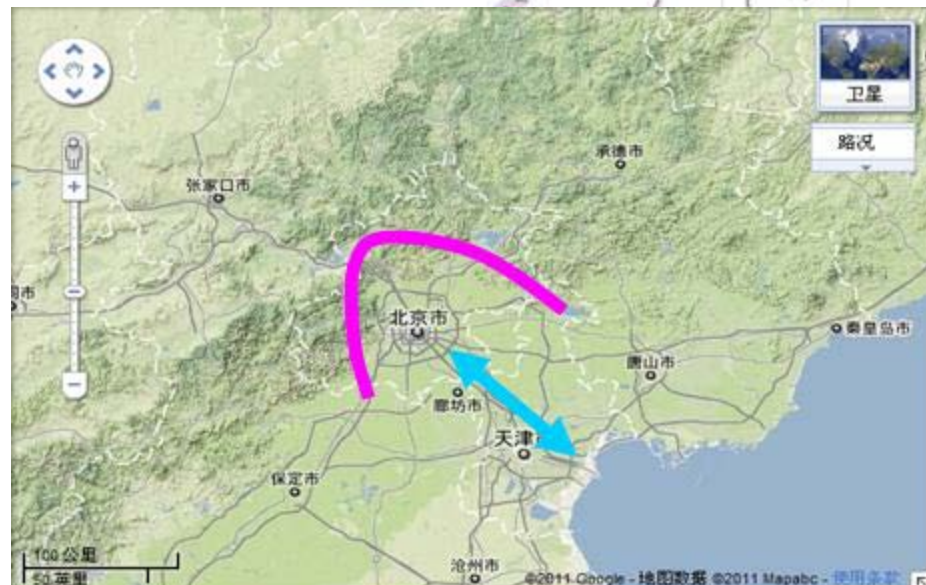 卫星
路况
承德市
张家口市
北京市
秦皇岛市
唐山市
廊坊市
天津
保定市
沧州市
100 公里
50 英里
©2011 Google - 地图数据 ©2011 Mapabc - 使用条款